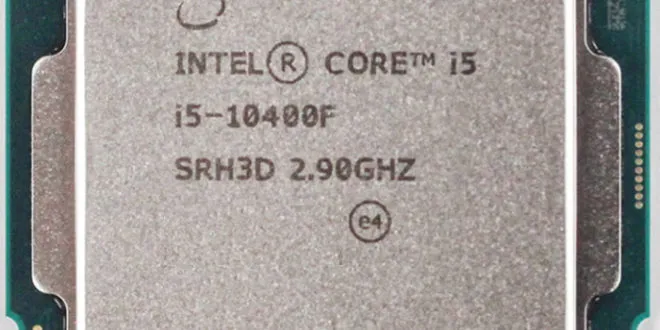 INTEL® CORE™ i5
i5-10400F
SRH3D 2.90GHZ
e4